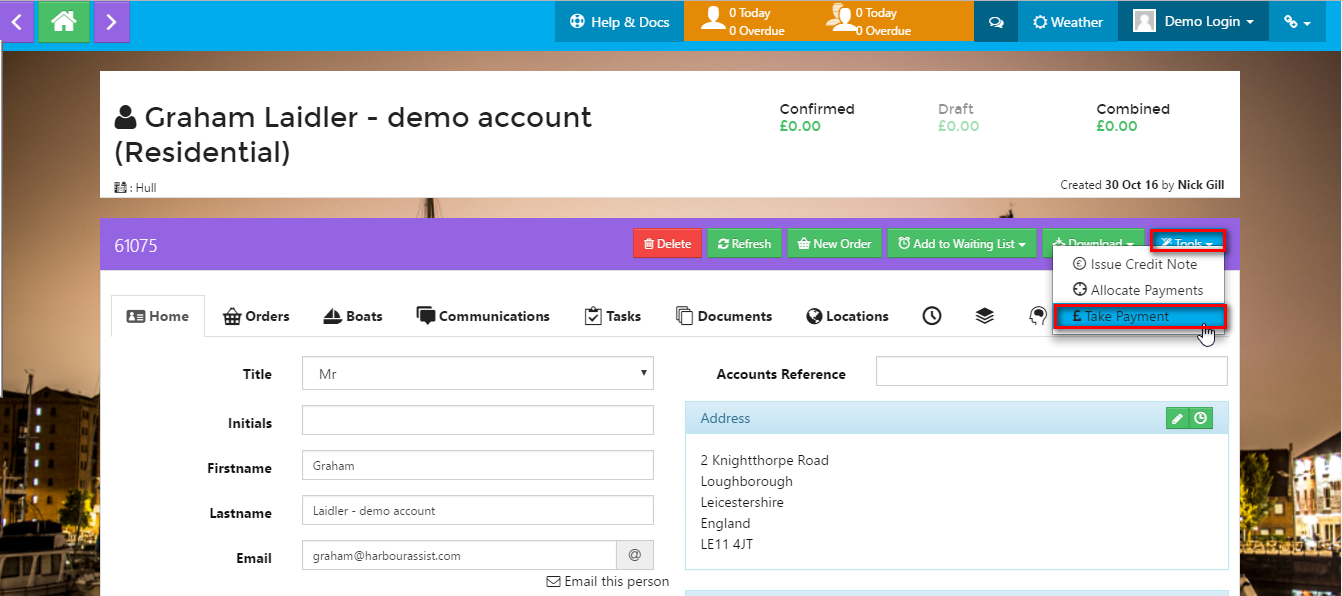 Help & Docs
0 Today
0 Overdue
0 Today
0 Overdue
Weather
Demo Login
Graham Laidler - demo account
(Residential)
: Hull
Confirmed
£0.00
Draft
£0.00
Combined
£0.00
Created 30 Oct 16 by Nick Gill
61075
Delete
Refresh
New Order
Add to Waiting List
Download
Tools
Issue Credit Note
Allocate Payments
£ Take Payment
Home
Orders
Boats
Communications
Tasks
Documents
Locations
Title
Mr
Initials
Firstname
Graham
Lastname
Laidler - demo account
Email
graham@harbourassist.com
@
Email this person
Accounts Reference
Address
2 Knightthorpe Road
Loughborough
Leicestershire
England
LE11 4JT